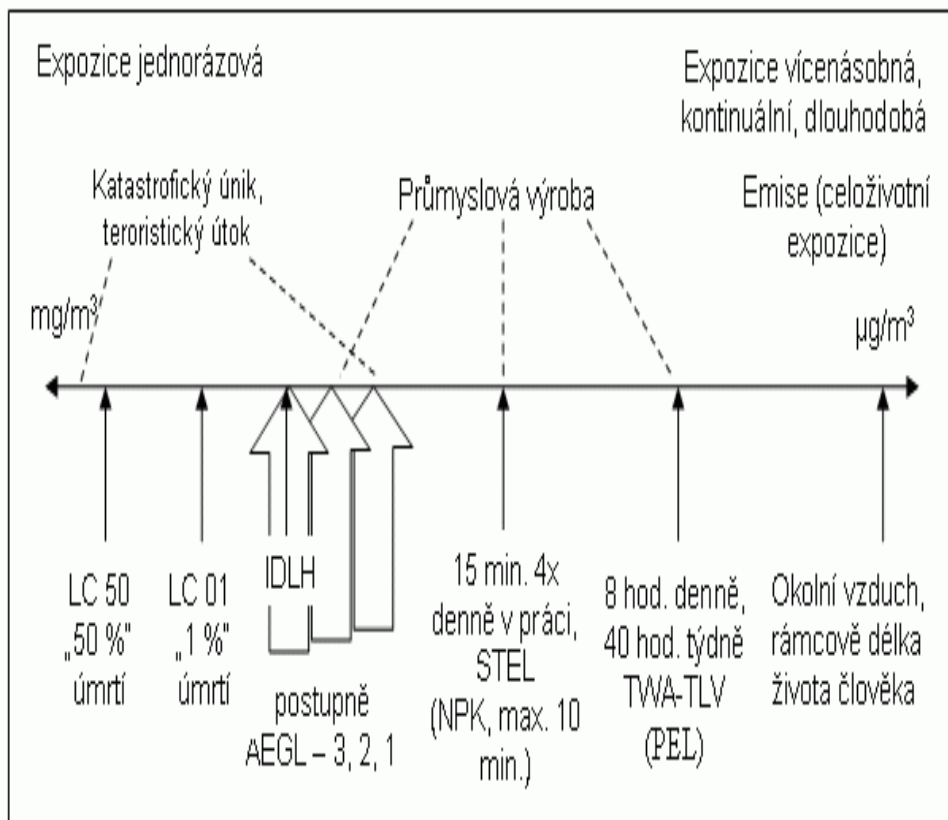 Expozice jednorázová
Expozice vícenásobná,
kontinuální, dlouhodobá
Katastrofický únik,
teroristický útok
Průmyslová výroba
Emise (celoživotní
expozice)
mg/m³
µg/m³
LC 50
„50 %"
úmrtí
LC 01
„1 %"
úmrtí
IDLH
postupně
AEGL – 3, 2, 1
15 min. 4x
denně v práci,
STEL
(NPK, max. 10
min.)
8 hod. denně,
40 hod. týdně
TWA-TLV
(PEL)
Okolní vzduch,
rámcově délka
života člověka